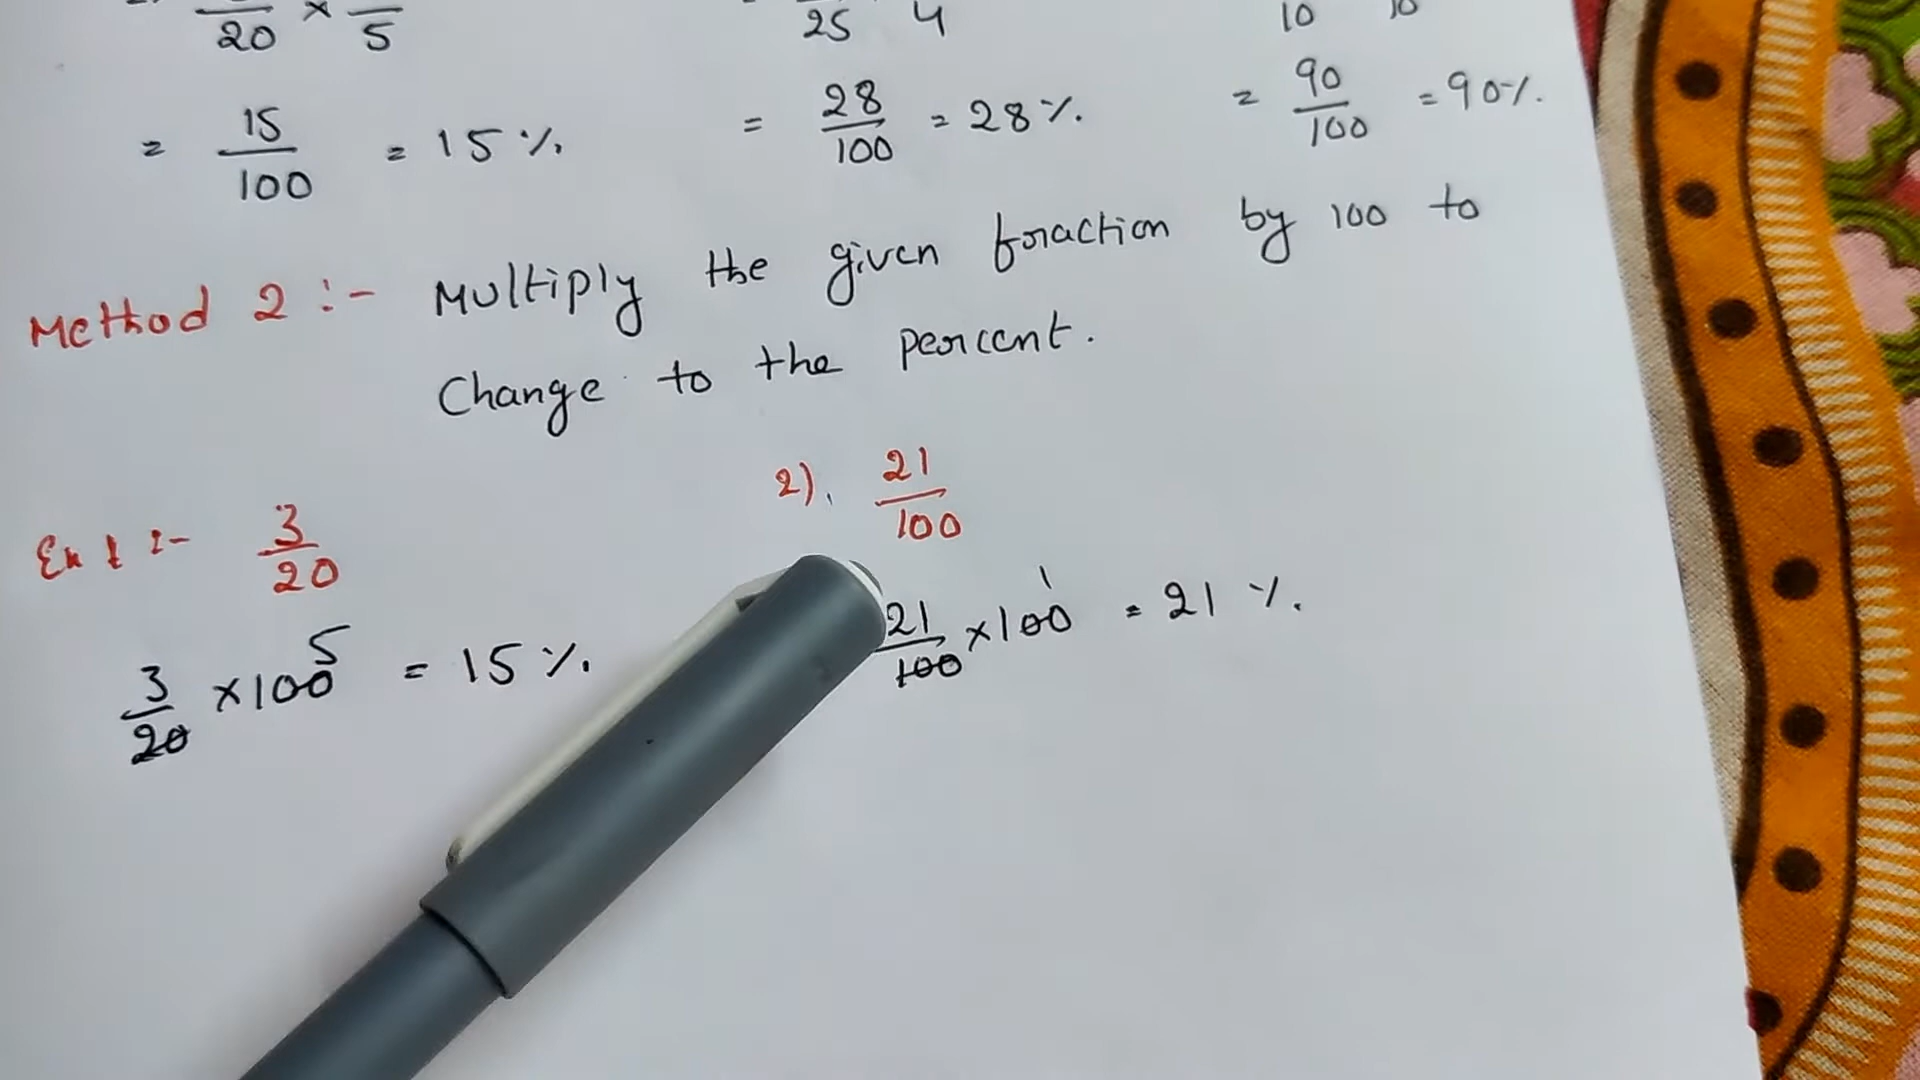 20 × 5 25 4 10 10
= 15/100 = 15 % = 28/100 = 28 % = 90/100 = 90 %
Method 2 :- Multiply the given fraction by 100 to
Change to the percent.
Ex 1 :- 3/20 2). 21/100
3/20 × 100 5 = 15 % 21/100 × 100 1 = 21 %